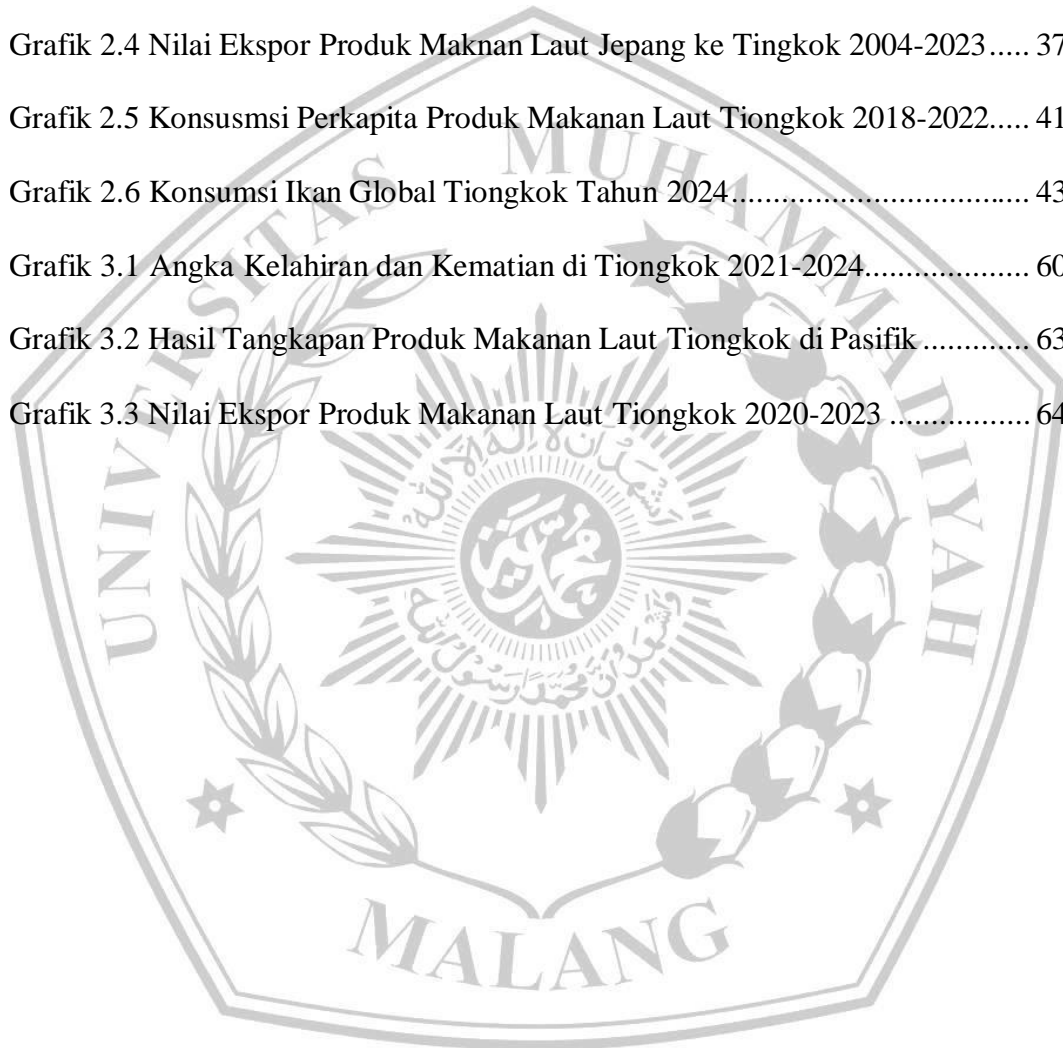 Grafik 2.4 Nilai Ekspor Produk Maknan Laut Jepang ke Tingkok 2004-2023..... 37
Grafik 2.5 Konsusmsi Perkapita Produk Makanan Laut Tiongkok 2018-2022..... 41
Grafik 2.6 Konsumsi Ikan Global Tiongkok Tahun 2024.................................. 43
Grafik 3.1 Angka Kelahiran dan Kematian di Tiongkok 2021-2024................... 60
Grafik 3.2 Hasil Tangkapan Produk Makanan Laut Tiongkok di Pasifik ............. 63
Grafik 3.3 Nilai Ekspor Produk Makanan Laut Tiongkok 2020-2023 ................. 64
UNIVERSITAS MUHAMMADIYAH
MALANG